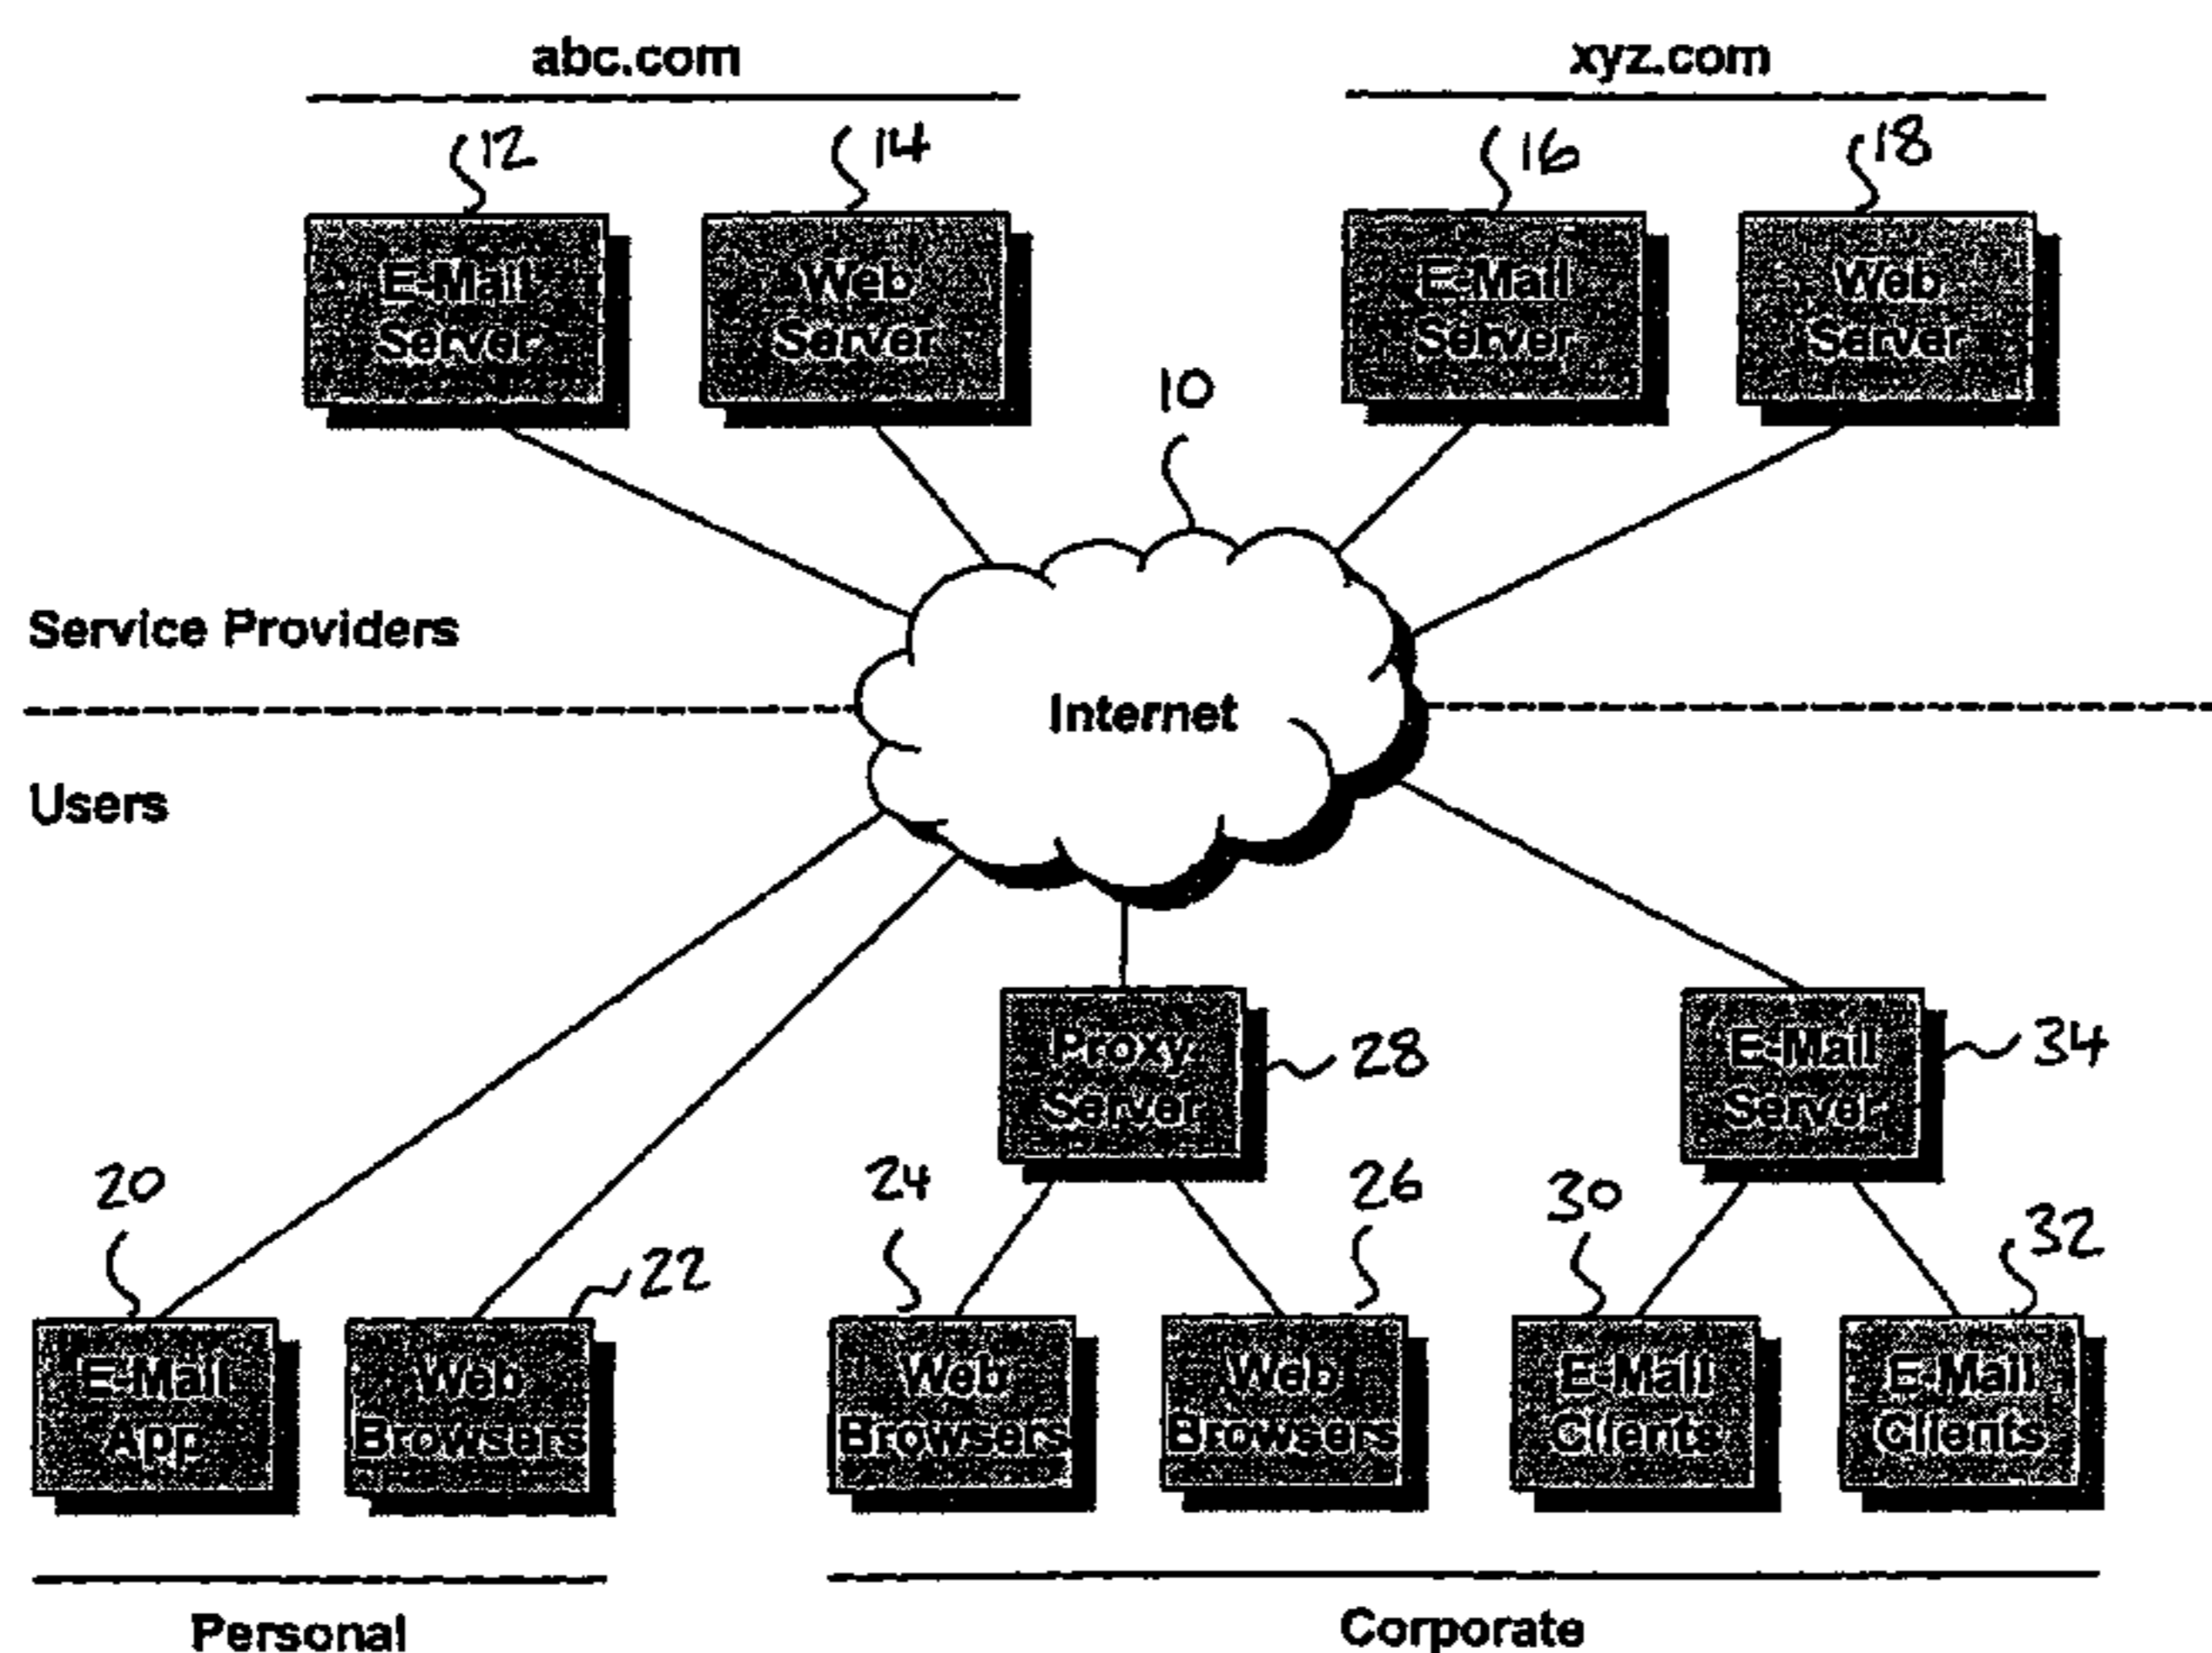 abc.com
xyz.com
12
14
16
18
E-Mail
Server
Web
Server
E-Mail
Server
Web
Server
10
Service Providers
Internet
Users
Proxy
Server
28
E-Mail
Server
34
20
22
24
26
30
32
E-Mail
App
Web
Browsers
Web
Browsers
Web
Browsers
E-Mail
Clients
E-Mail
Clients
Personal
Corporate